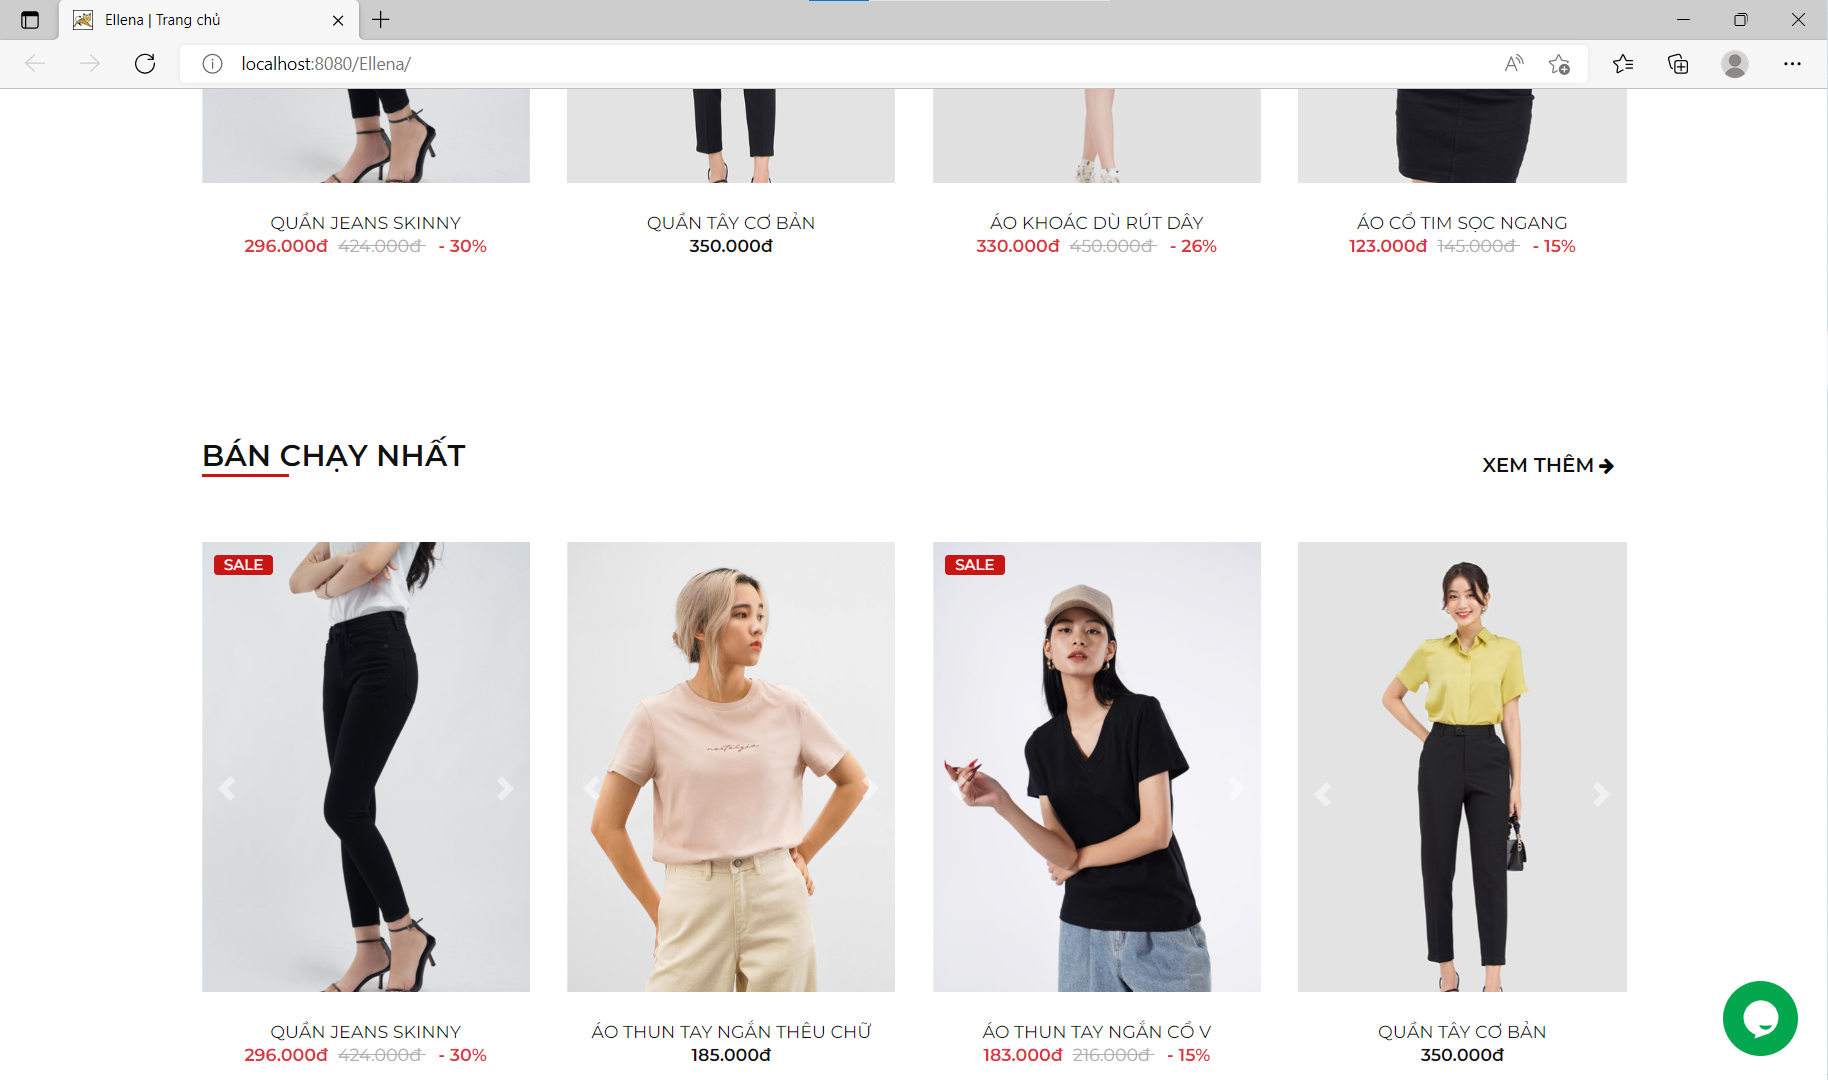 Ellena | Trang chủ
localhost:8080/Ellena/
QUẦN JEANS SKINNY
296.000đ 424.000đ - 30%
QUẦN TÂY CƠ BẢN
350.000đ
ÁO KHOÁC DÙ RÚT DÂY
330.000đ 450.000đ - 26%
ÁO CỔ TIM SỌC NGANG
123.000đ 145.000đ - 15%
BÁN CHẠY NHẤT
XEM THÊM
SALE
nostalgia
SALE
QUẦN JEANS SKINNY
296.000đ 424.000đ - 30%
ÁO THUN TAY NGẮN THÊU CHỮ
185.000đ
ÁO THUN TAY NGẮN CỔ V
183.000đ 216.000đ - 15%
QUẦN TÂY CƠ BẢN
350.000đ